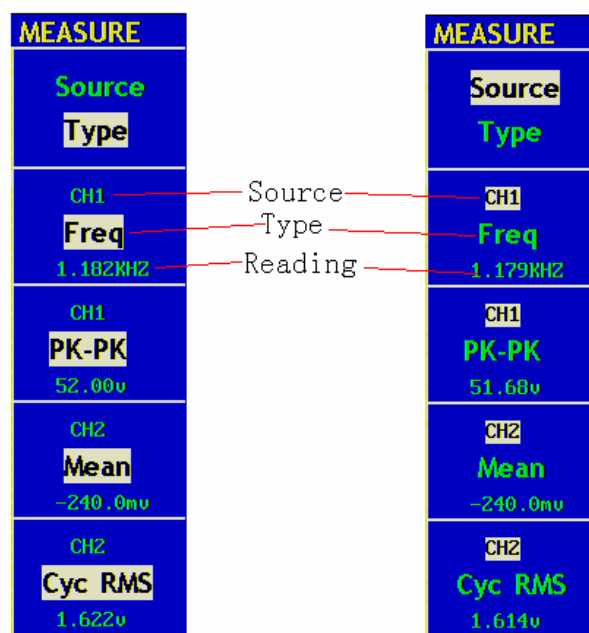 MEASURE
Source
Type
CH1
Freq
1.182KHZ
CH1
PK-PK
52.00v
CH2
Mean
-240.0mv
CH2
Cyc RMS
1.622v
Source
Type
Reading
MEASURE
Source
Type
CH1
Freq
1.179KHZ
CH1
PK-PK
51.68v
CH2
Mean
-240.0mv
CH2
Cyc RMS
1.614v